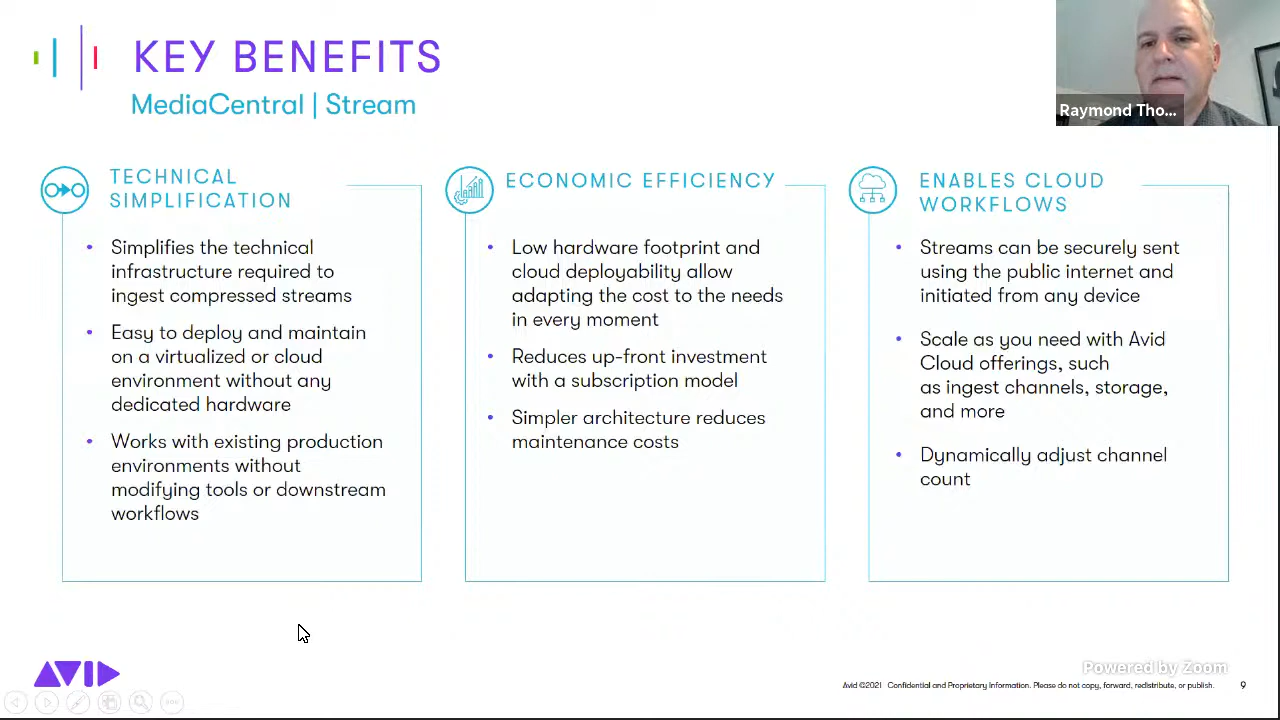 KEY BENEFITS
MediaCentral | Stream
Raymond Tho...
TECHNICAL
SIMPLIFICATION
• Simplifies the technical
infrastructure required to
ingest compressed streams
• Easy to deploy and maintain
on a virtualized or cloud
environment without any
dedicated hardware
• Works with existing production
environments without
modifying tools or downstream
workflows
ECONOMIC EFFICIENCY
• Low hardware footprint and
cloud deployability allow
adapting the cost to the needs
in every moment
• Reduces up-front investment
with a subscription model
• Simpler architecture reduces
maintenance costs
ENABLES CLOUD
WORKFLOWS
• Streams can be securely sent
using the public internet and
initiated from any device
• Scale as you need with Avid
Cloud offerings, such
as ingest channels, storage,
and more
• Dynamically adjust channel
count
AVID
Powered by Zoom
Avid ©2021 Confidential and Proprietary Information. Please do not copy, forward, redistribute, or publish. 9